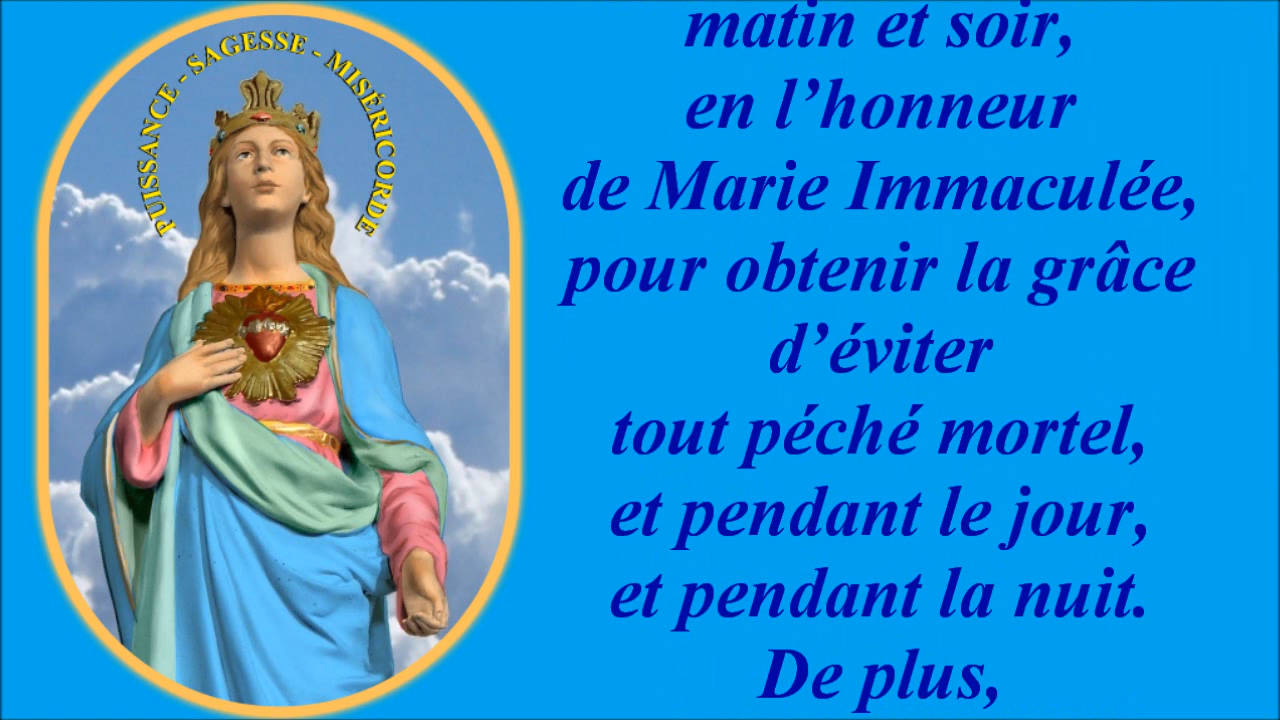 PUISSANCE - SAGESSE - MISÉRICORDE
matin et soir,
en l’honneur
de Marie Immaculée,
pour obtenir la grâce
d’éviter
tout péché mortel,
et pendant le jour,
et pendant la nuit.
De plus,